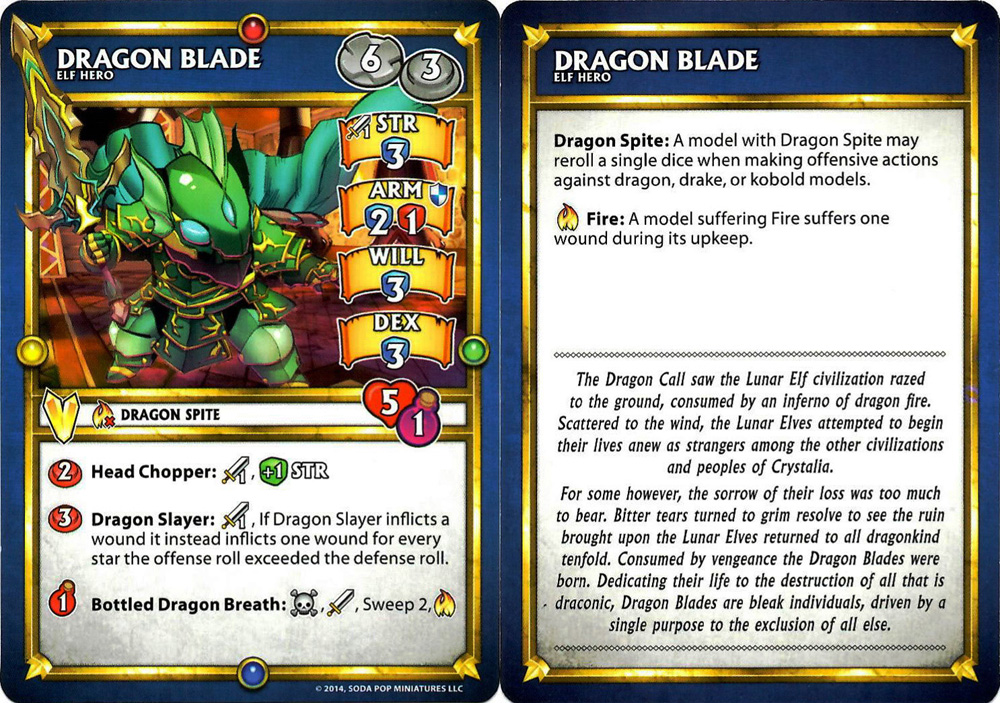 DRAGON BLADE
ELF HERO
6
3
STR
1
3
ARM
2 1
WILL
3
DEX
3
DRAGON SPITE
5
1
2 Head Chopper: 1, +1 STR
3 Dragon Slayer: 1, If Dragon Slayer inflicts a
wound it instead inflicts one wound for every
star the offense roll exceeded the defense roll.
1 Bottled Dragon Breath: , , Sweep 2,
© 2014, SODA POP MINIATURES LLC
DRAGON BLADE
ELF HERO
Dragon Spite: A model with Dragon Spite may
reroll a single dice when making offensive actions
against dragon, drake, or kobold models.
Fire: A model suffering Fire suffers one
wound during its upkeep.
The Dragon Call saw the Lunar Elf civilization razed
to the ground, consumed by an inferno of dragon fire.
Scattered to the wind, the Lunar Elves attempted to begin
their lives anew as strangers among the other civilizations
and peoples of Crystalia.
For some however, the sorrow of their loss was too much
to bear. Bitter tears turned to grim resolve to see the ruin
brought upon the Lunar Elves returned to all dragonkind
tenfold. Consumed by vengeance the Dragon Blades were
born. Dedicating their life to the destruction of all that is
draconic, Dragon Blades are bleak individuals, driven by a
single purpose to the exclusion of all else.